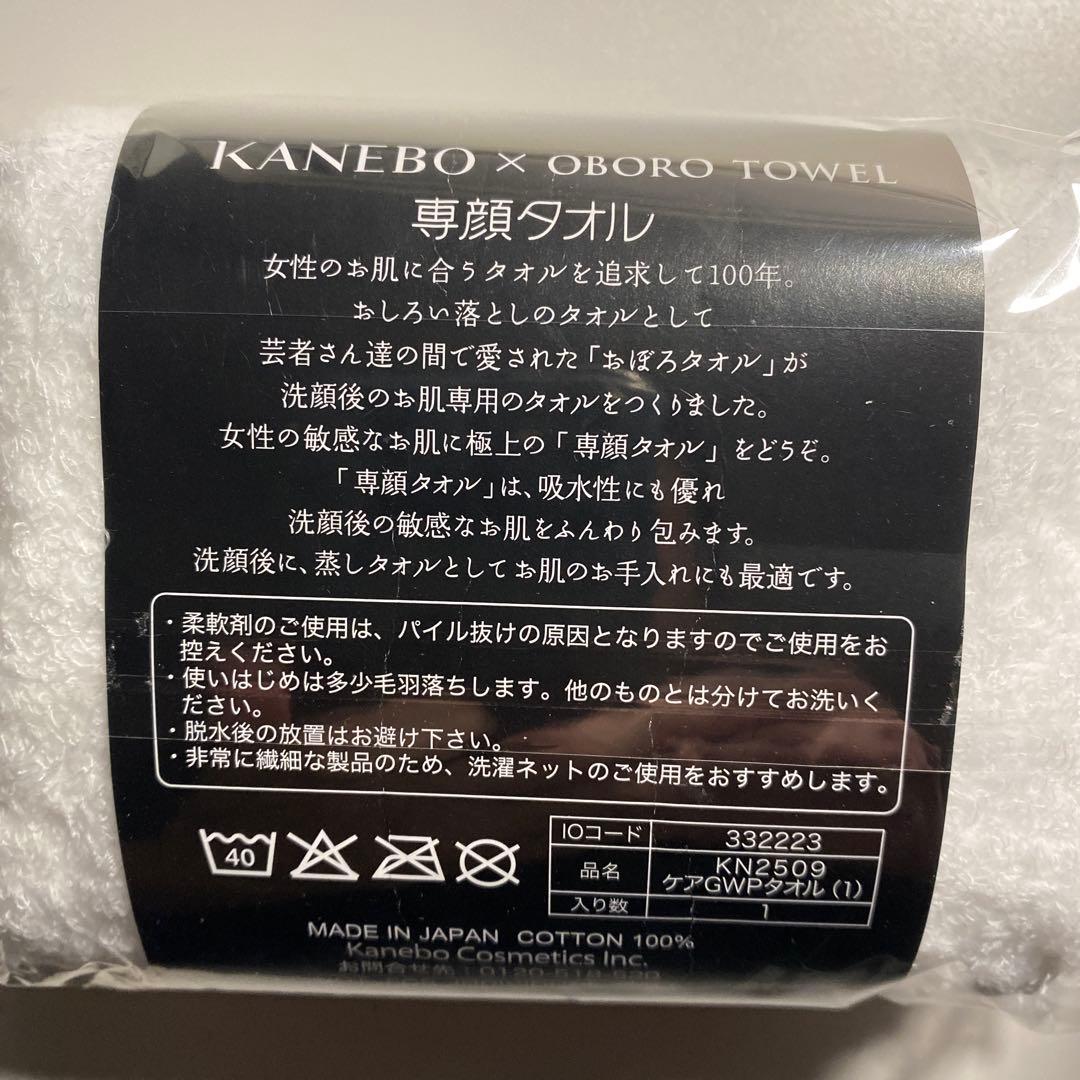 KANEBO × OBORO TOWEL
専顔タオル
女性のお肌に合うタオルを追求して100年。
おしろい落としのタオルとして
芸者さん達の間で愛された「おぼろタオル」が
洗顔後のお肌専用のタオルをつくりました。
女性の敏感なお肌に極上の「専顔タオル」をどうぞ。
「専顔タオル」は、吸水性にも優れ
洗顔後の敏感なお肌をふんわり包みます。
洗顔後に、蒸しタオルとしてお肌のお手入れにも最適です。
・柔軟剤のご使用は、パイル抜けの原因となりますのでご使用をお
控えください。
・使いはじめは多少毛羽落ちします。他のものとは分けてお洗いく
ださい。
・脱水後の放置はお避け下さい。
・非常に繊細な製品のため、洗濯ネットのご使用をおすすめします。
40
IOコード 332223
品名 KN2509
ケアGWPタオル(1)
入り数 1
MADE IN JAPAN COTTON 100%
Kanebo Cosmetics Inc.
お問合せ先:0120-518-520